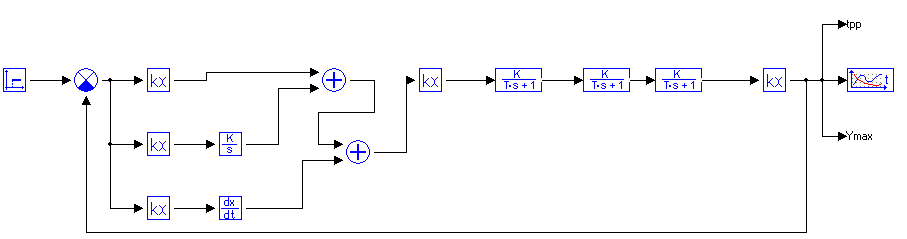 tpp
kx
kx
K
T·s + 1
K
T·s + 1
K
T·s + 1
kx
t
kx
K
s
Ymax
kx
dx
dt